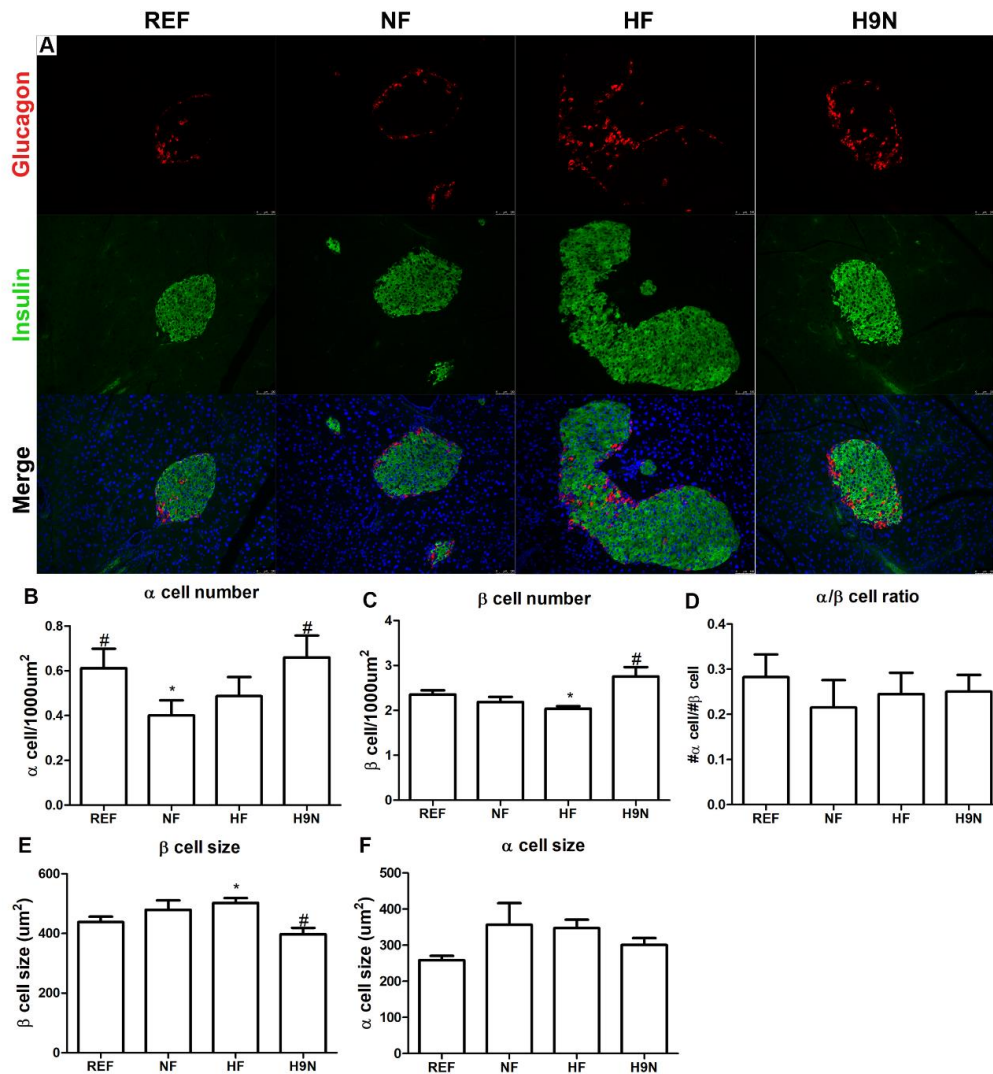 REF NF HF H9N
A
Glucagon
Insulin
Merge
B α cell number
α cell/1000um²
0.8
0.6
0.4
0.2
0.0
# * #
REF NF HF H9N
C β cell number
β cell/1000um²
4
3
2
1
0
* #
REF NF HF H9N
D α/β cell ratio
#α cell/#β cell
0.4
0.3
0.2
0.1
0.0
REF NF HF H9N
E β cell size
β cell size (um²)
600
400
200
0
* #
REF NF HF H9N
F α cell size
α cell size (um²)
500
400
300
200
100
0
REF NF HF H9N